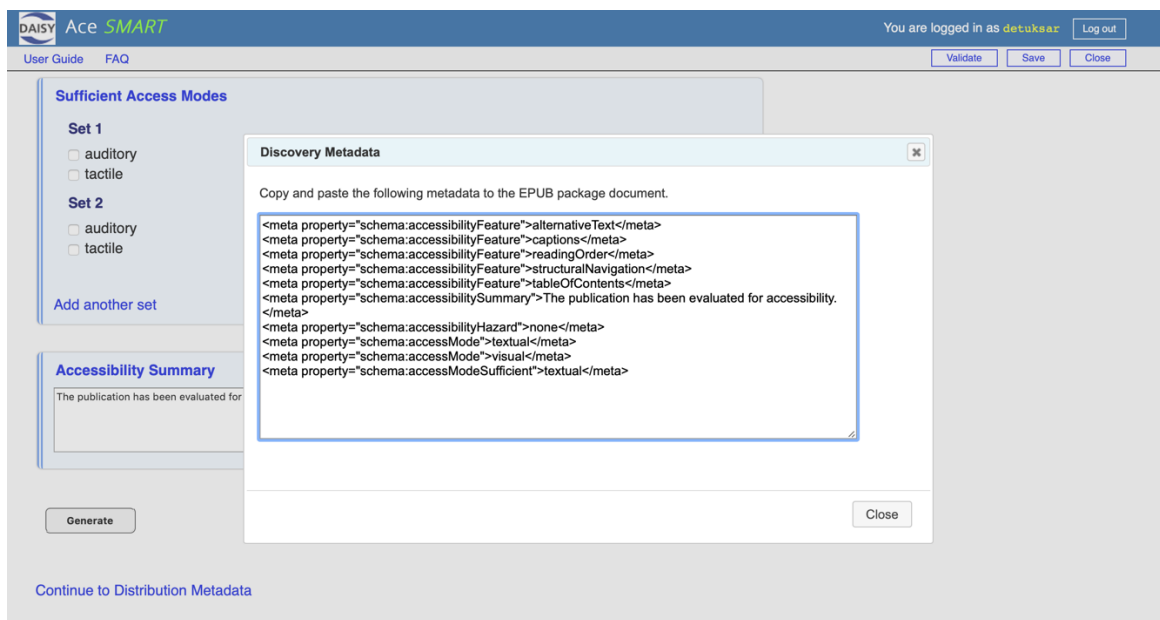 DAISY Ace SMART
You are logged in as detuksar
Log out
User Guide FAQ
Validate Save Close
Sufficient Access Modes
Set 1
auditory
tactile
Set 2
auditory
tactile
Add another set
Accessibility Summary
The publication has been evaluated for
Generate
Continue to Distribution Metadata
Discovery Metadata
Copy and paste the following metadata to the EPUB package document.
<meta property="schema:accessibilityFeature">alternativeText</meta>
<meta property="schema:accessibilityFeature">captions</meta>
<meta property="schema:accessibilityFeature">readingOrder</meta>
<meta property="schema:accessibilityFeature">structuralNavigation</meta>
<meta property="schema:accessibilityFeature">tableOfContents</meta>
<meta property="schema:accessibilitySummary">The publication has been evaluated for accessibility.
</meta>
<meta property="schema:accessibilityHazard">none</meta>
<meta property="schema:accessMode">textual</meta>
<meta property="schema:accessMode">visual</meta>
<meta property="schema:accessModeSufficient">textual</meta>
Close